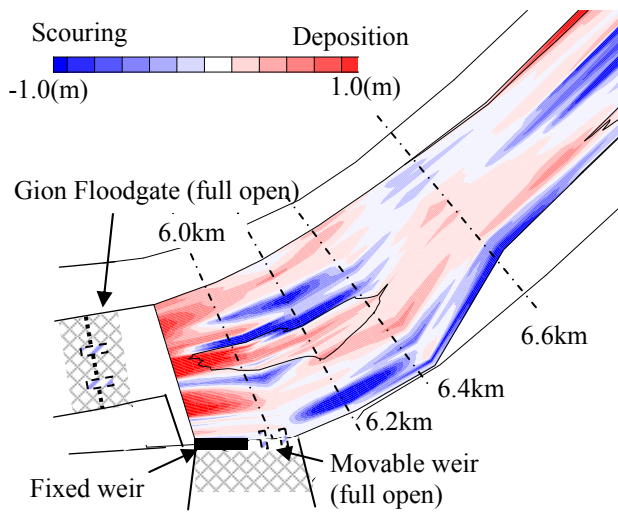 Scouring Deposition
-1.0(m) 1.0(m)
Gion Floodgate (full open)
6.0km
6.6km
6.4km
6.2km
Fixed weir
Movable weir
(full open)